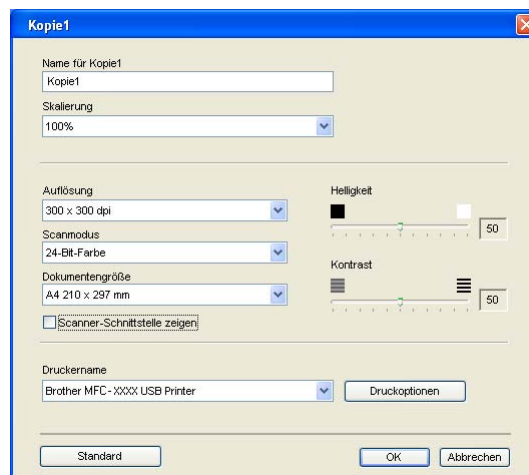 Kopie1
Name für Kopie1
Kopie1
Skalierung
100%
Auflösung
300 x 300 dpi
Scanmodus
24-Bit-Farbe
Dokumentengröße
A4 210 x 297 mm
Scanner-Schnittstelle zeigen
Helligkeit
50
Kontrast
50
Druckername
Brother MFC-XXXX USB Printer
Druckoptionen
Standard
OK
Abbrechen